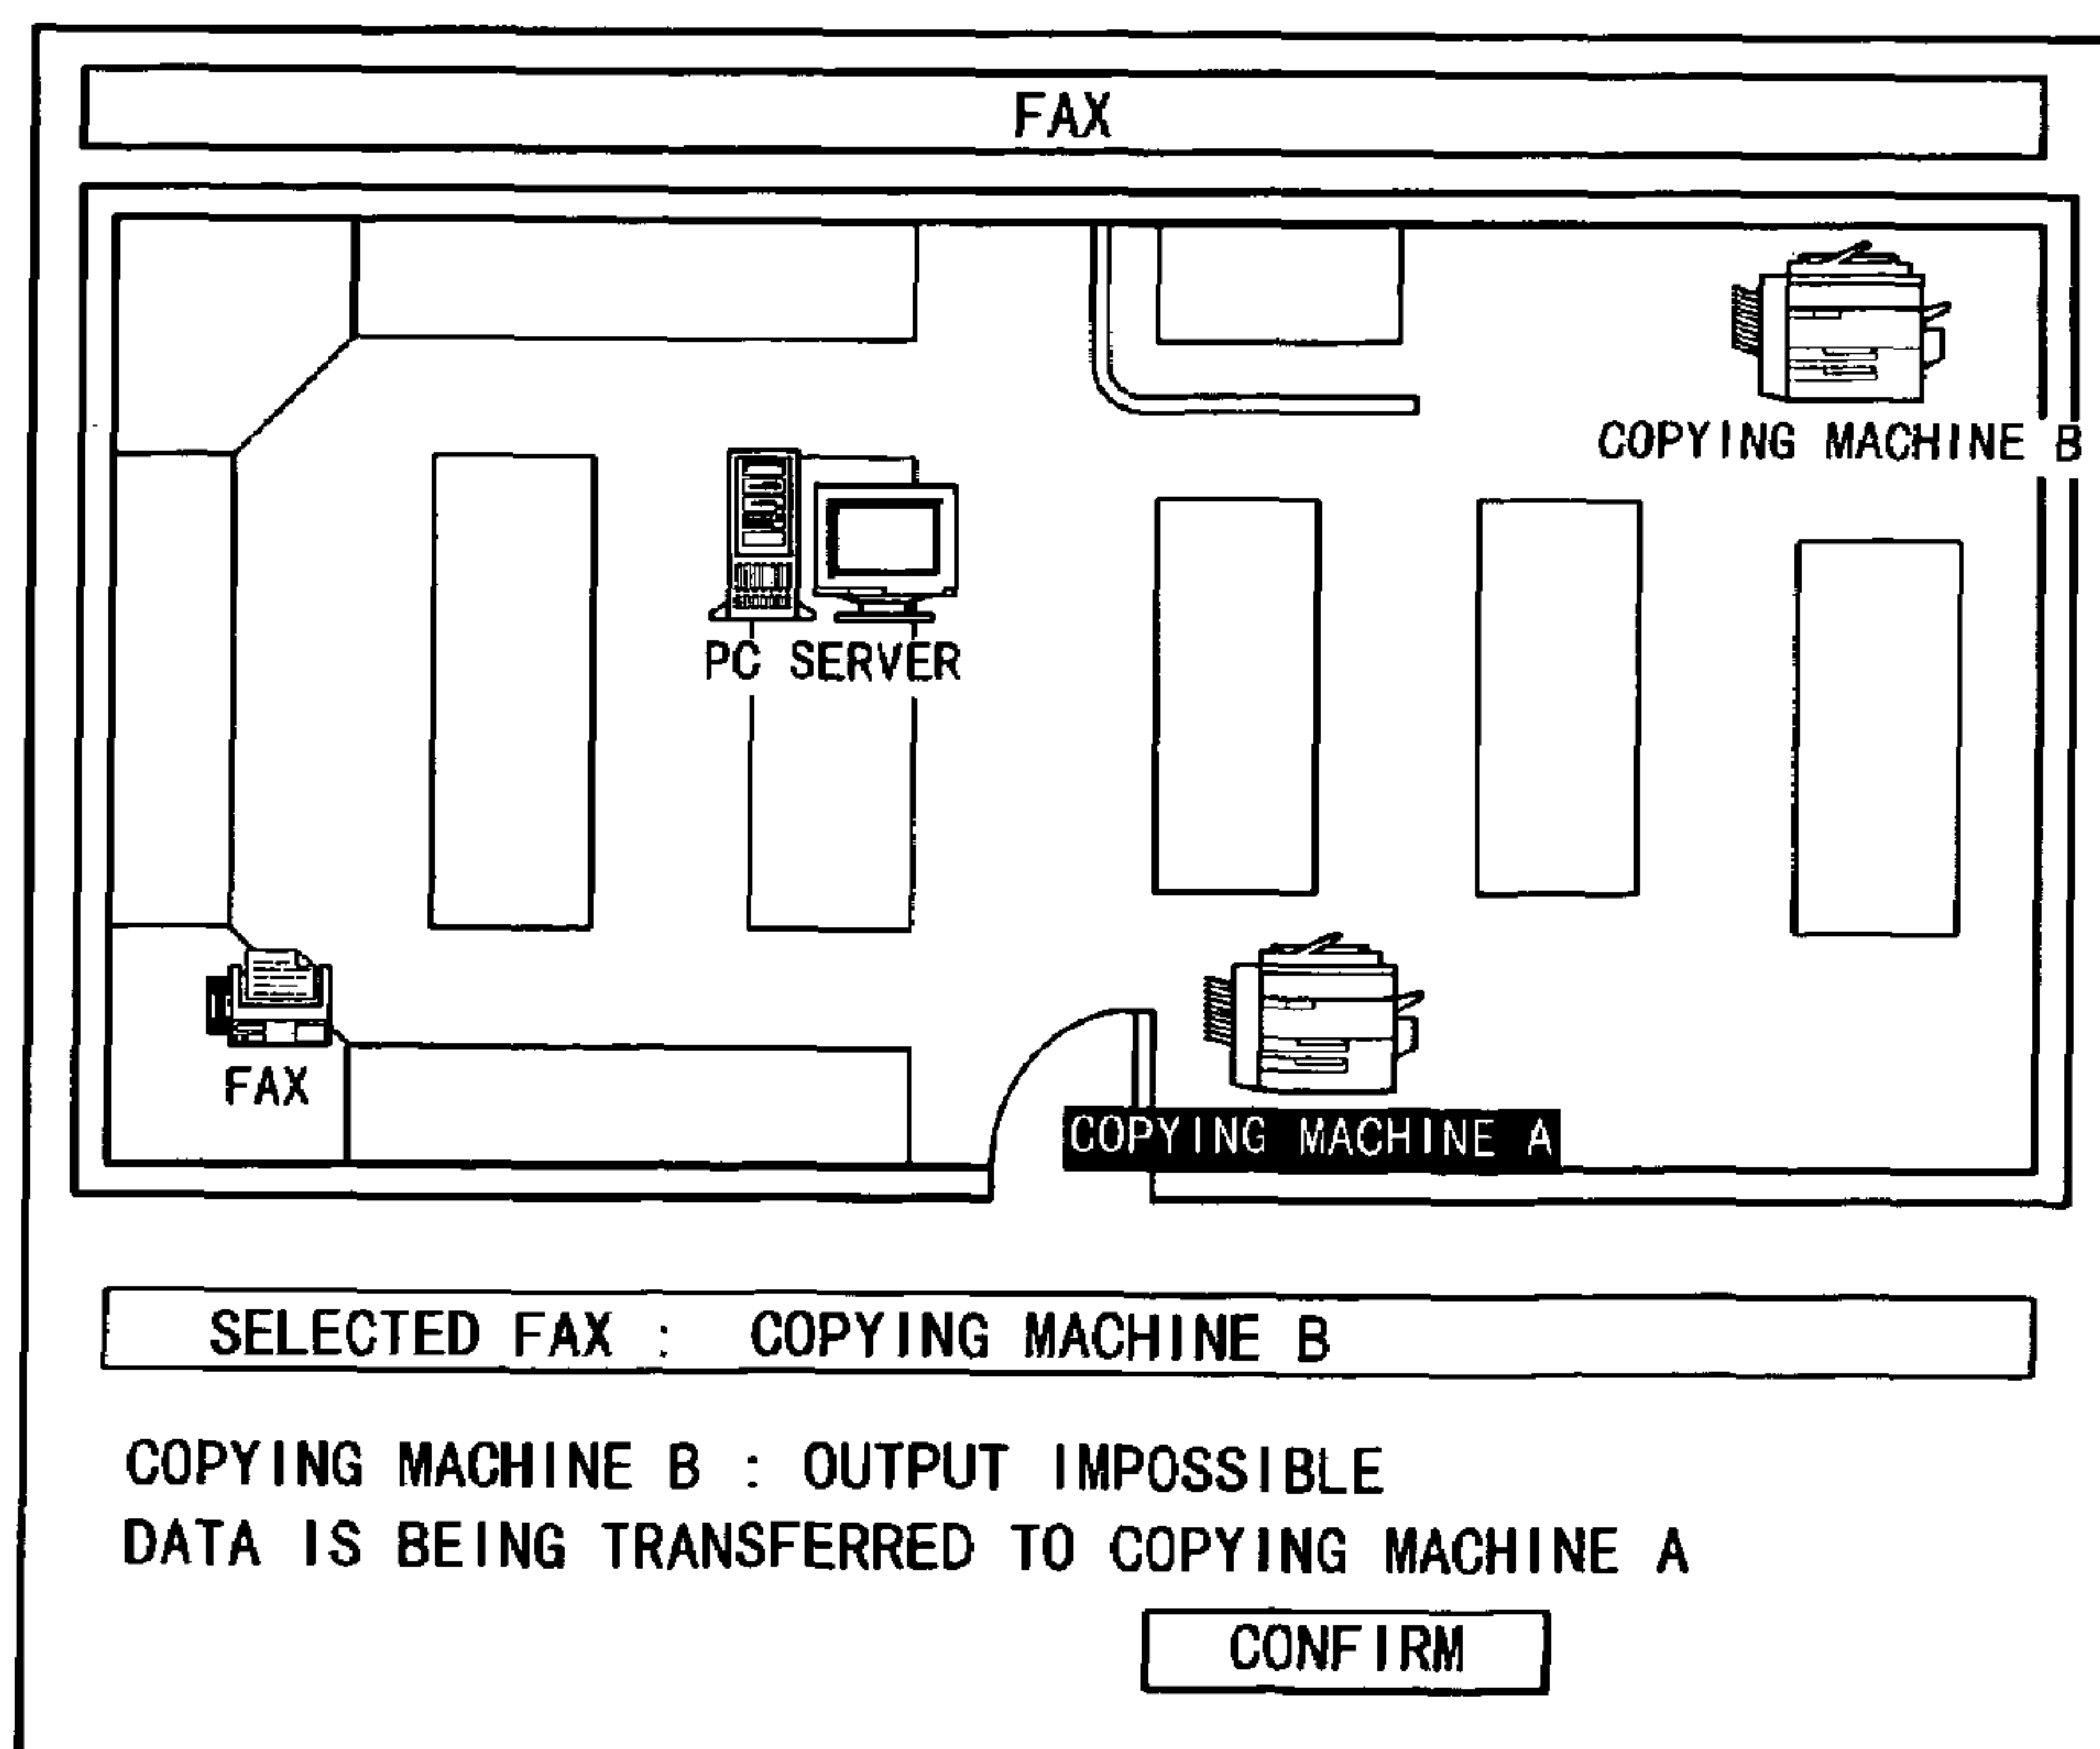 FAX
COPYING MACHINE B
PC SERVER
FAX
COPYING MACHINE A
SELECTED FAX : COPYING MACHINE B
COPYING MACHINE B : OUTPUT IMPOSSIBLE
DATA IS BEING TRANSFERRED TO COPYING MACHINE A
CONFIRM